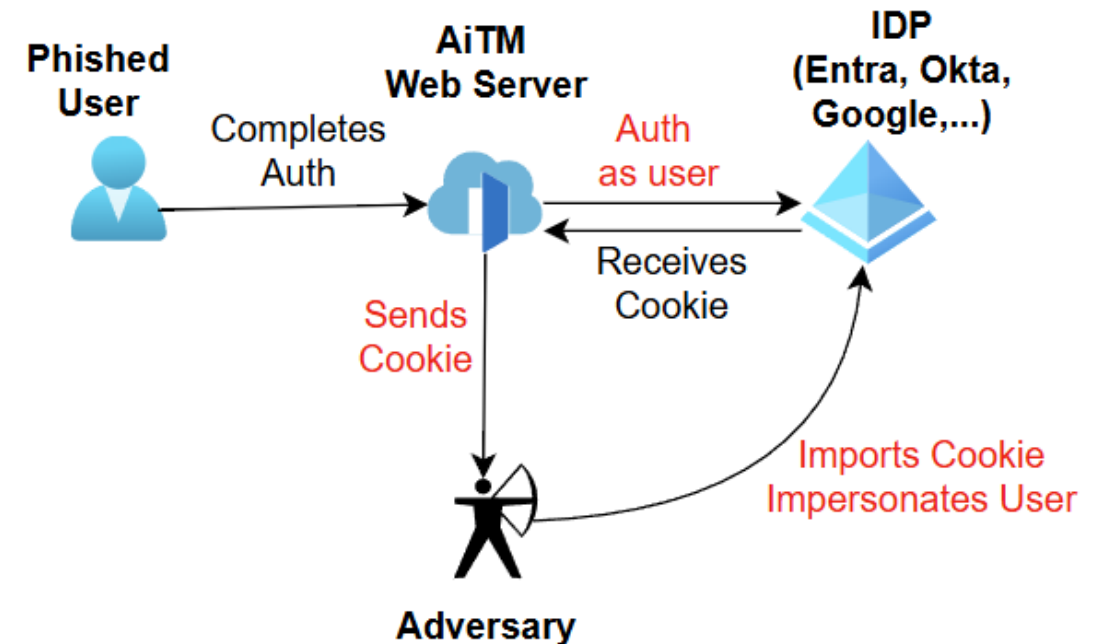 Phished
User
AiTM
Web Server
IDP
(Entra, Okta,
Google,...)
Completes
Auth
Auth
as user
Receives
Cookie
Sends
Cookie
Imports Cookie
Impersonates User
Adversary